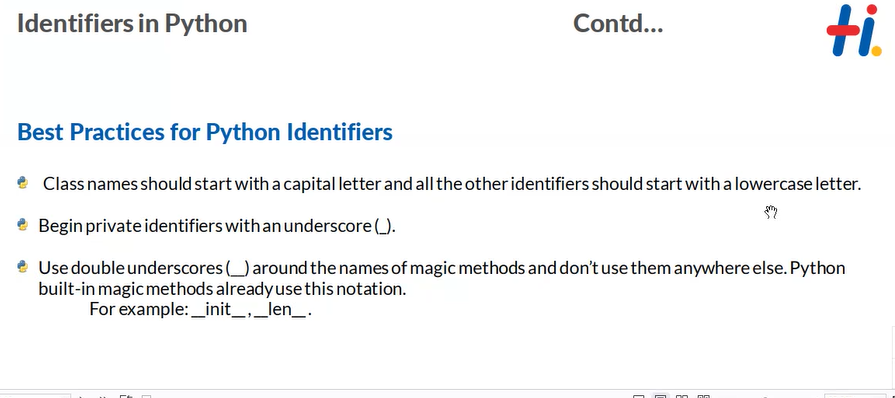 Identifiers in Python Contd...
Hi.
Best Practices for Python Identifiers
Class names should start with a capital letter and all the other identifiers should start with a lowercase letter.
Begin private identifiers with an underscore (_).
Use double underscores (__) around the names of magic methods and don't use them anywhere else. Python
built-in magic methods already use this notation.
For example: __init__ , __len__ .